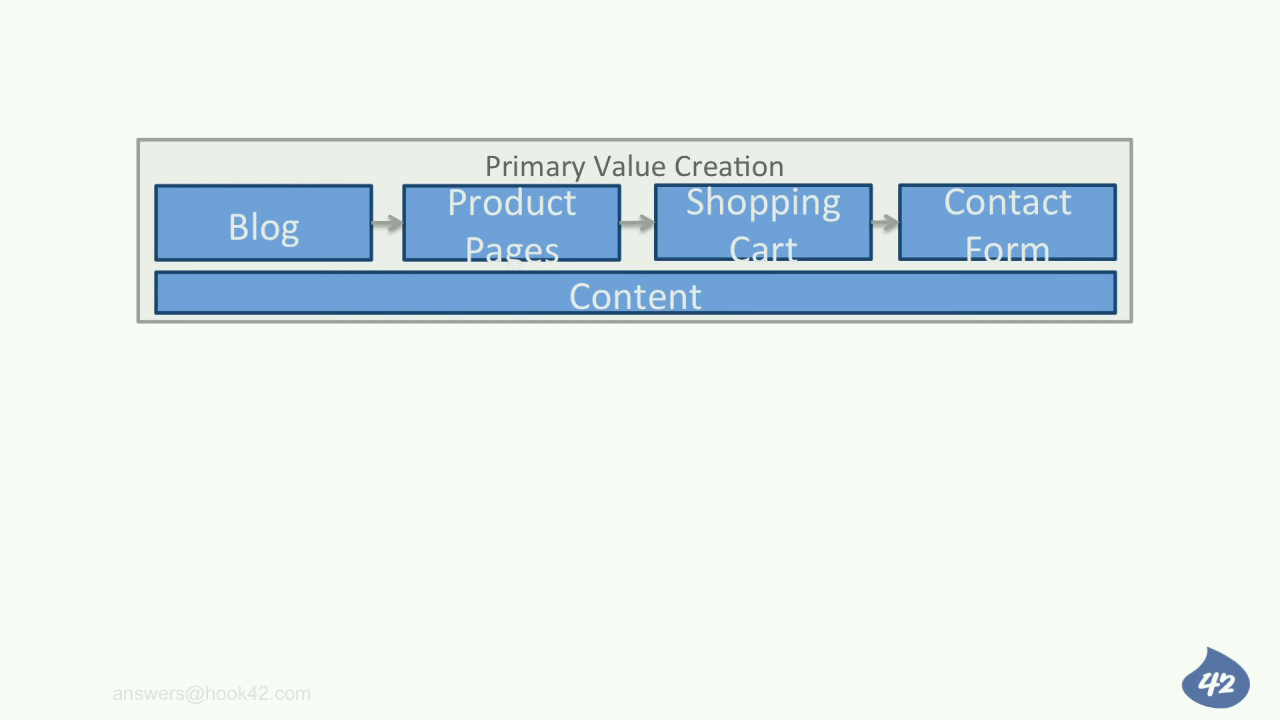 Primary Value Creation
Blog
Product
Pages
Shopping
Cart
Contact
Form
Content
answers@hook42.com
42